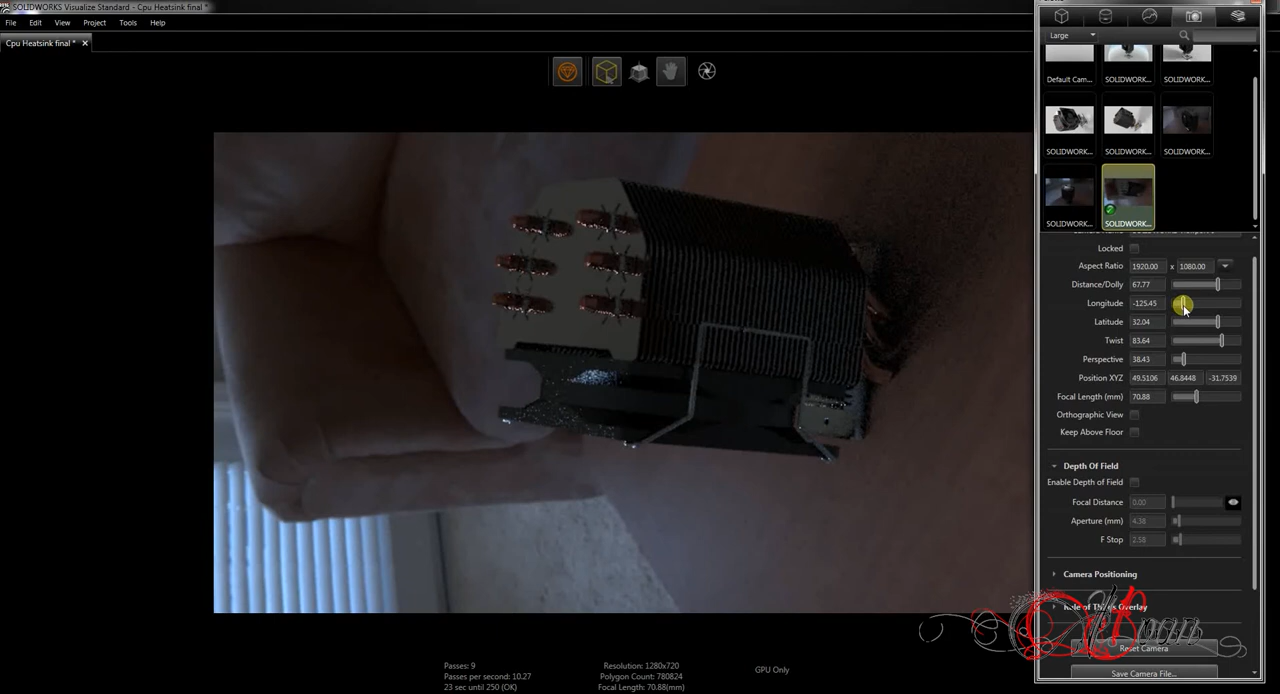 SOLIDWORKS Visualize Standard - Cpu Heatsink final *
File Edit View Project Tools Help
Cpu Heatsink final *
Large
Default Cam... SOLIDWORK... SOLIDWORK...
SOLIDWORK... SOLIDWORK... SOLIDWORK...
SOLIDWORK... SOLIDWORK...
Locked
Aspect Ratio 1920.00 x 1080.00
Distance/Dolly 67.77
Longitude -125.45
Latitude 32.04
Twist 83.64
Perspective 38.43
Position XYZ 49.5106 46.8448 -31.7539
Focal Length (mm) 70.88
Orthographic View
Keep Above Floor
Depth Of Field
Enable Depth of Field
Focal Distance 0.00
Aperture (mm) 4.38
F Stop 2.58
Camera Positioning
Rule of Thirds Overlay
Reset Camera
Save Camera File...
Passes: 9
Passes per second: 10.27
23 sec until 250 (OK)
Resolution: 1280x720
Polygon Count: 780824
Focal Length: 70.88(mm)
GPU Only